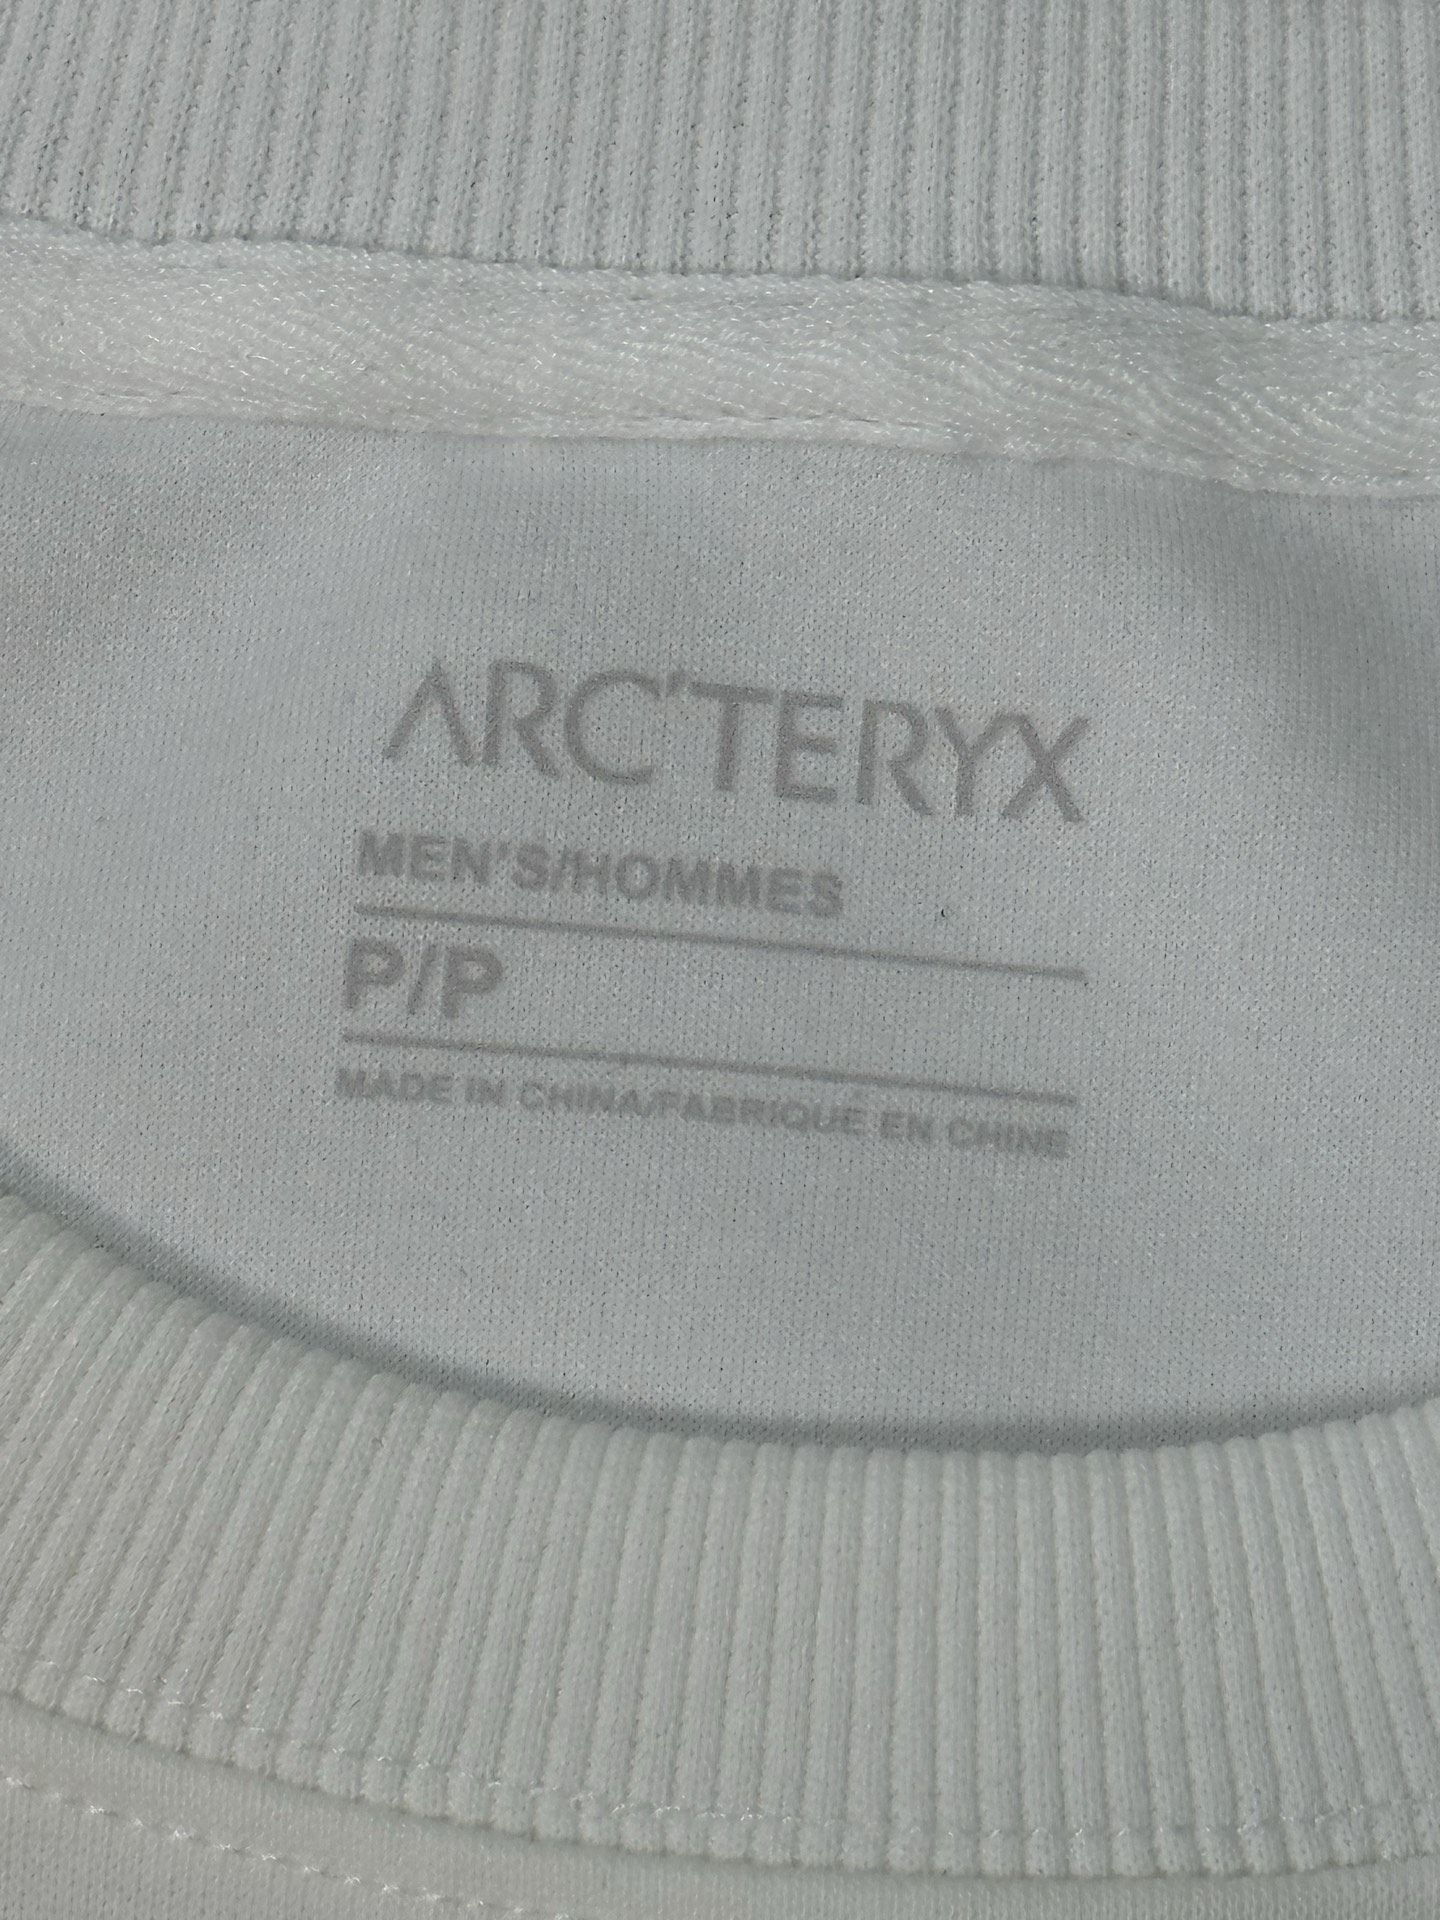 ARC'TERYX
MEN'S/HOMMES
P/P
MADE IN CHINA/FABRIQUE EN CHINE